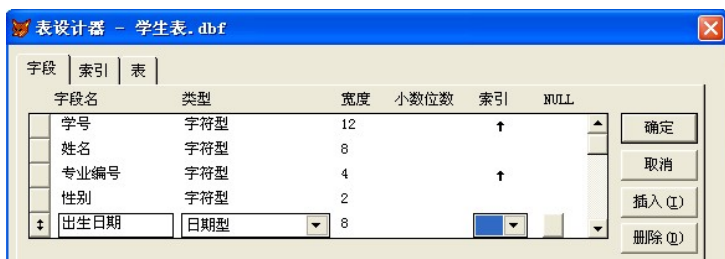 表设计器 - 学生表.dbf
字段 索引 表
字段名 类型 宽度 小数位数 索引 NULL
学号 字符型 12 ↑ 确定
姓名 字符型 8
专业编号 字符型 4 ↑ 取消
性别 字符型 2 插入(I)
出生日期 日期型 8 删除(D)